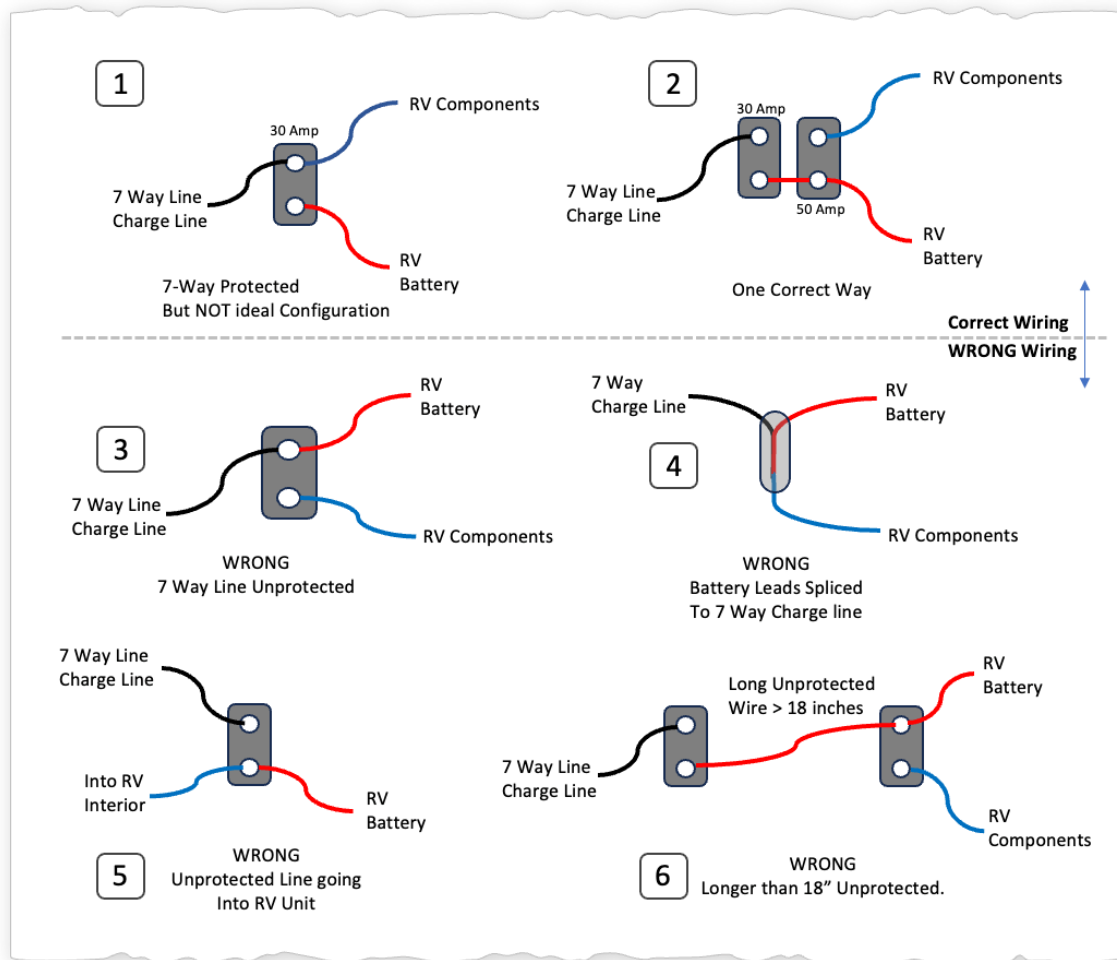 1
30 Amp
RV Components
7 Way Line
Charge Line
RV
Battery
7-Way Protected
But NOT ideal Configuration
2
30 Amp
RV Components
7 Way Line
Charge Line
50 Amp
RV
Battery
One Correct Way
Correct Wiring
WRONG Wiring
3
RV
Battery
7 Way Line
Charge Line
RV Components
WRONG
7 Way Line Unprotected
4
7 Way
Charge Line
RV
Battery
RV Components
WRONG
Battery Leads Spliced
To 7 Way Charge line
5
7 Way Line
Charge Line
Into RV
Interior
RV
Battery
WRONG
Unprotected Line going
Into RV Unit
6
Long Unprotected
Wire > 18 inches
RV
Battery
7 Way Line
Charge Line
RV
Components
WRONG
Longer than 18” Unprotected.